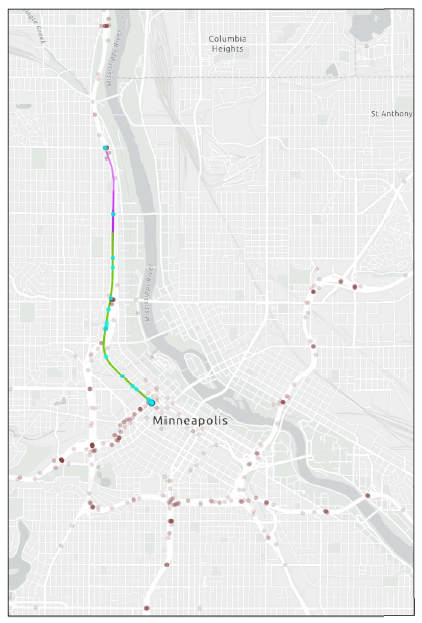 Mississippi River
Columbia
Heights
St Anthony
Mississippi River
Minneapolis